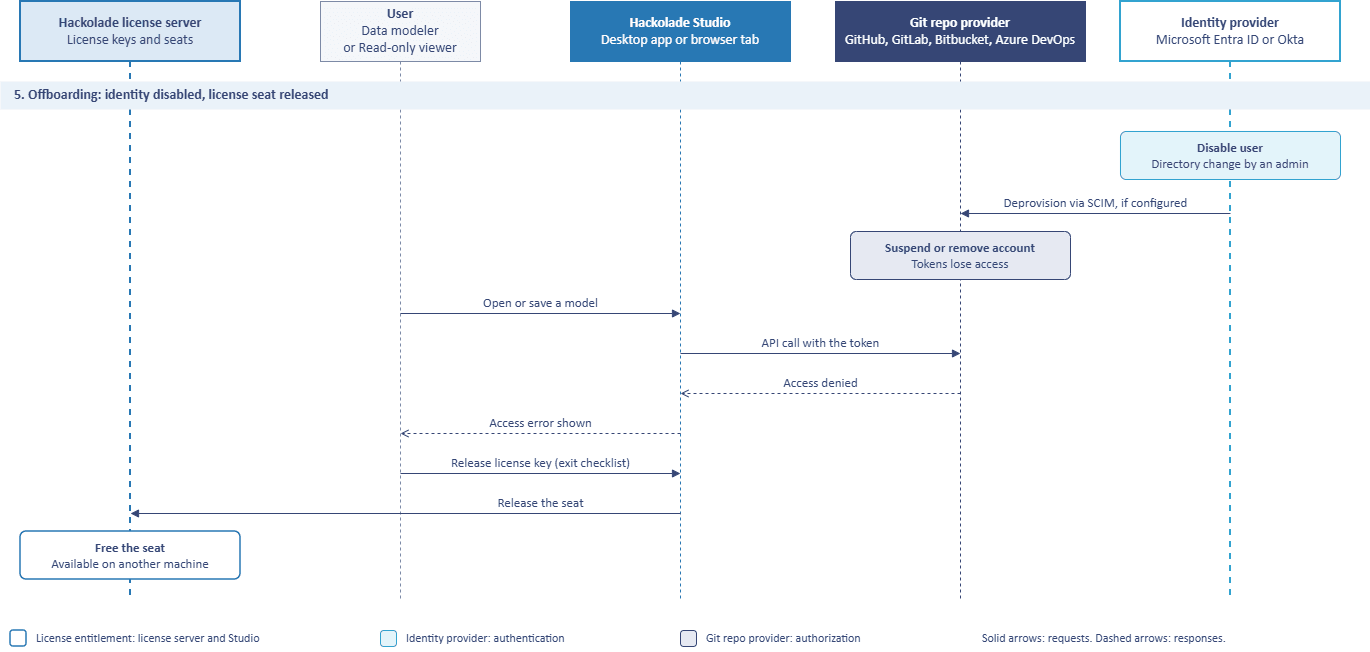 Hackolade license server
License keys and seats
User
Data modeler
or Read-only viewer
Hackolade Studio
Desktop app or browser tab
Git repo provider
GitHub, GitLab, Bitbucket, Azure DevOps
Identity provider
Microsoft Entra ID or Okta
5. Offboarding: identity disabled, license seat released
Disable user
Directory change by an admin
Deprovision via SCIM, if configured
Suspend or remove account
Tokens lose access
Open or save a model
API call with the token
Access denied
Access error shown
Release license key (exit checklist)
Release the seat
Free the seat
Available on another machine
License entitlement: license server and Studio
Identity provider: authentication
Git repo provider: authorization
Solid arrows: requests. Dashed arrows: responses.